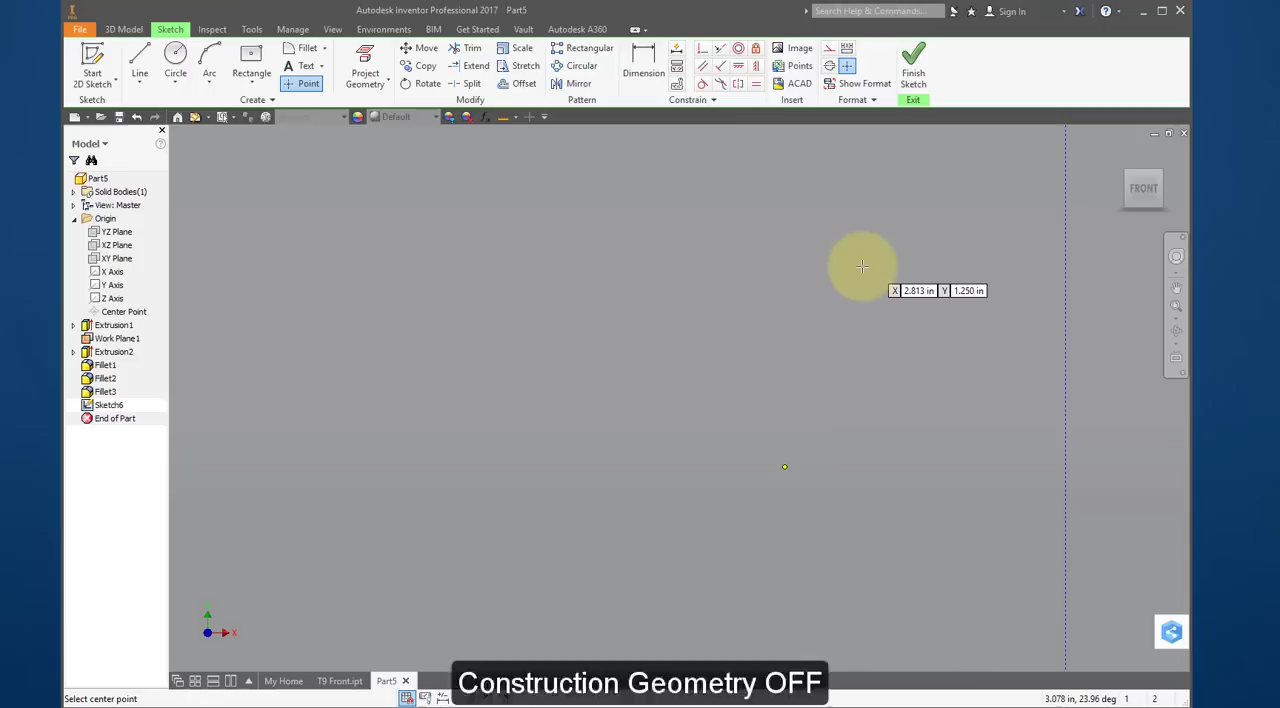 Autodesk Inventor Professional 2017 Part5
Search Help & Commands...
Sign In
PRO
File
3D Model
Sketch
Inspect
Tools
Manage
View
Environments
BIM
Get Started
Vault
Autodesk A360
Start
2D Sketch
Line
Circle
Arc
Rectangle
Fillet
Text
Point
Project
Geometry
Move
Copy
Rotate
Trim
Extend
Split
Scale
Stretch
Offset
Rectangular
Circular
Mirror
Dimension
Image
Points
ACAD
Show Format
Finish
Sketch
Sketch
Create
Modify
Pattern
Constrain
Insert
Format
Exit
Default
Model
Part5
Solid Bodies(1)
View: Master
Origin
YZ Plane
XZ Plane
XY Plane
X Axis
Y Axis
Z Axis
Center Point
Extrusion1
Work Plane1
Extrusion2
Fillet1
Fillet2
Fillet3
Sketch6
End of Part
FRONT
X 2.813 in Y 1.250 in
X
My Home
T9 Front.ipt
Part5
Construction Geometry OFF
Select center point
3.078 in, 23.96 deg 1 2